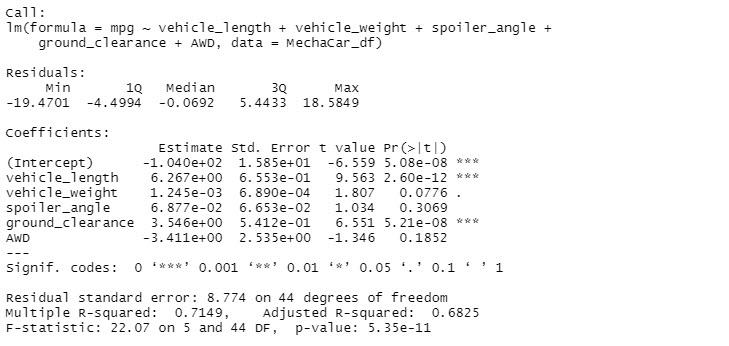 Call:
lm(formula = mpg ~ vehicle_length + vehicle_weight + spoiler_angle +
    ground_clearance + AWD, data = MechaCar_df)

Residuals:
     Min       1Q   Median       3Q      Max
-19.4701  -4.4994  -0.0692   5.4433  18.5849

Coefficients:
                   Estimate Std. Error t value Pr(>|t|)
(Intercept)      -1.040e+02  1.585e+01  -6.559 5.08e-08 ***
vehicle_length    6.267e+00  6.553e-01   9.563 2.60e-12 ***
vehicle_weight    1.245e-03  6.890e-04   1.807   0.0776 .
spoiler_angle     6.877e-02  6.653e-02   1.034   0.3069
ground_clearance  3.546e+00  5.412e-01   6.551 5.21e-08 ***
AWD              -3.411e+00  2.535e+00  -1.346   0.1852
---
Signif. codes:  0 ‘***’ 0.001 ‘**’ 0.01 ‘*’ 0.05 ‘.’ 0.1 ‘ ’ 1

Residual standard error: 8.774 on 44 degrees of freedom
Multiple R-squared:  0.7149,    Adjusted R-squared:  0.6825
F-statistic: 22.07 on 5 and 44 DF,  p-value: 5.35e-11